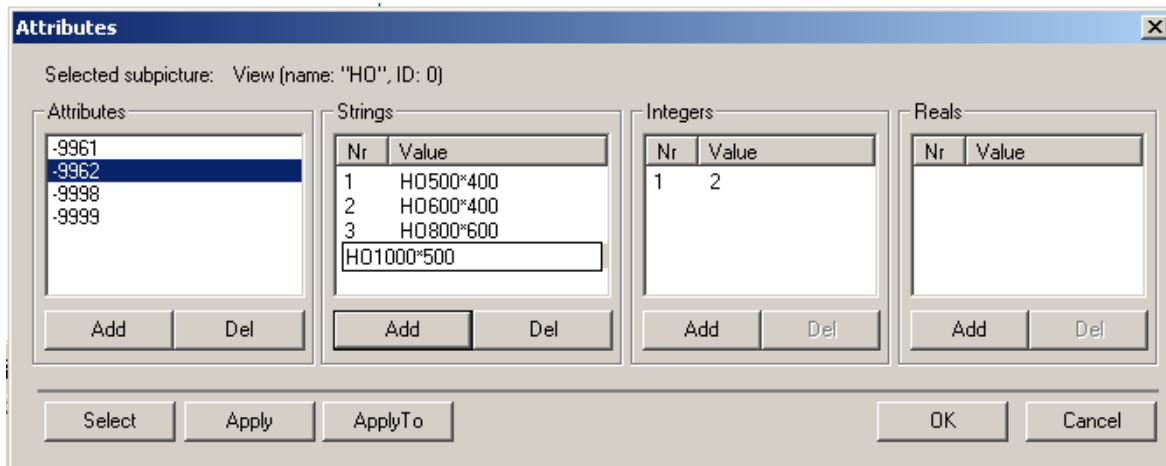 Attributes
Selected subpicture: View (name: "HO", ID: 0)
Attributes
-9961
-9962
-9998
-9999
Add Del
Strings
Nr Value
1 HO500*400
2 HO600*400
3 HO800*600
HO1000*500
Add Del
Integers
Nr Value
1 2
Add Del
Reals
Nr Value
Add Del
Select Apply ApplyTo OK Cancel